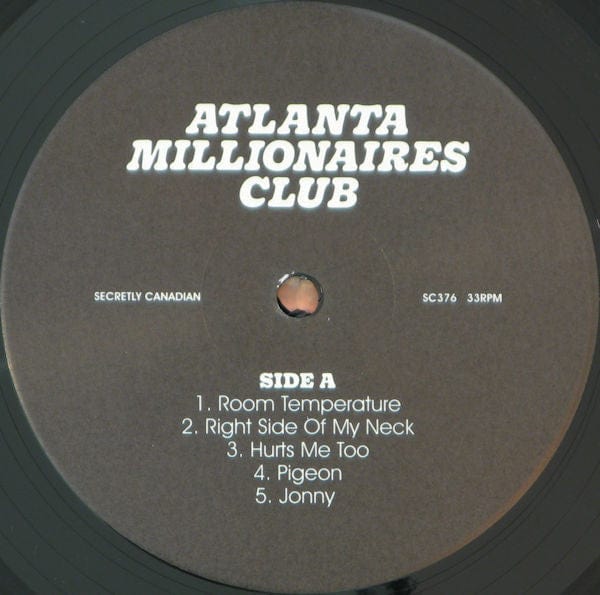 ATLANTA
MILLIONAIRES
CLUB
SECRETLY CANADIAN
SC376 33RPM
SIDE A
1. Room Temperature
2. Right Side Of My Neck
3. Hurts Me Too
4. Pigeon
5. Jonny